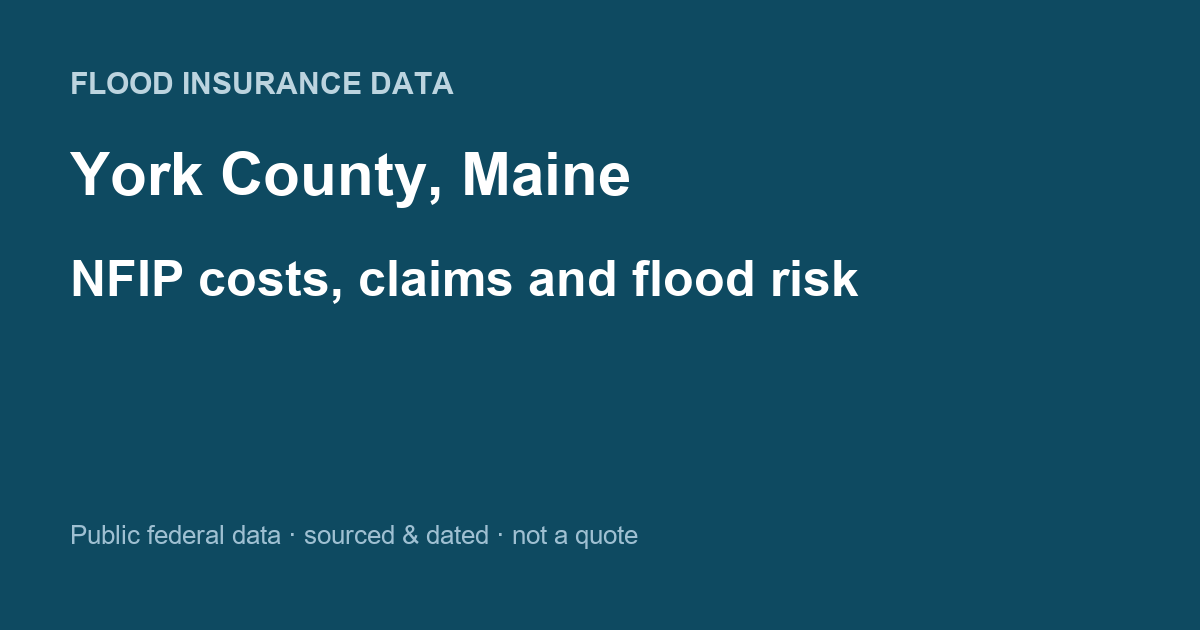 FLOOD INSURANCE DATA
York County, Maine
NFIP costs, claims and flood risk
Public federal data · sourced & dated · not a quote